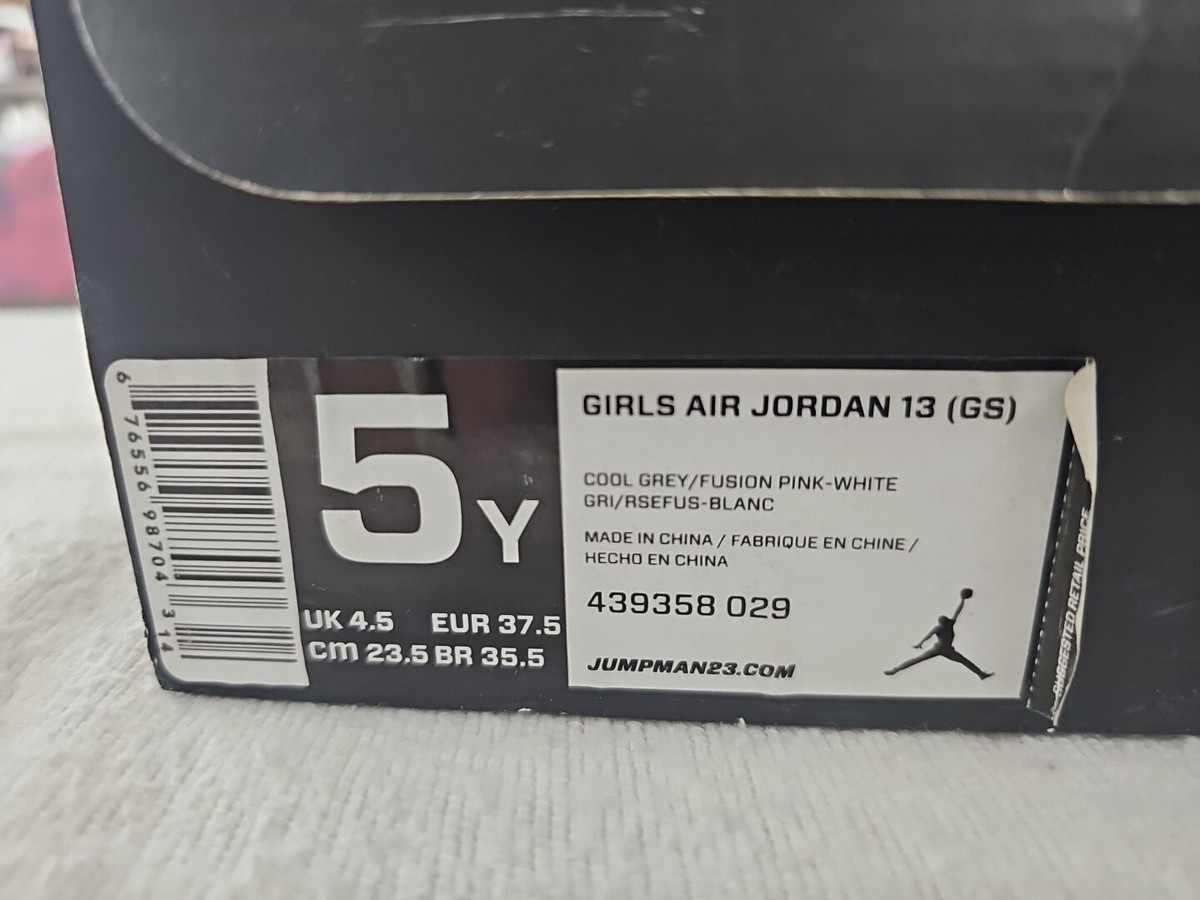 6 76556 98704 314
5Y
UK 4.5 EUR 37.5
cm 23.5 BR 35.5
GIRLS AIR JORDAN 13 (GS)
COOL GREY/FUSION PINK-WHITE
GRI/RSEFUS-BLANC
MADE IN CHINA / FABRIQUE EN CHINE /
HECHO EN CHINA
439358 029
JUMPMAN23.COM
SUGGESTED RETAIL PRICE